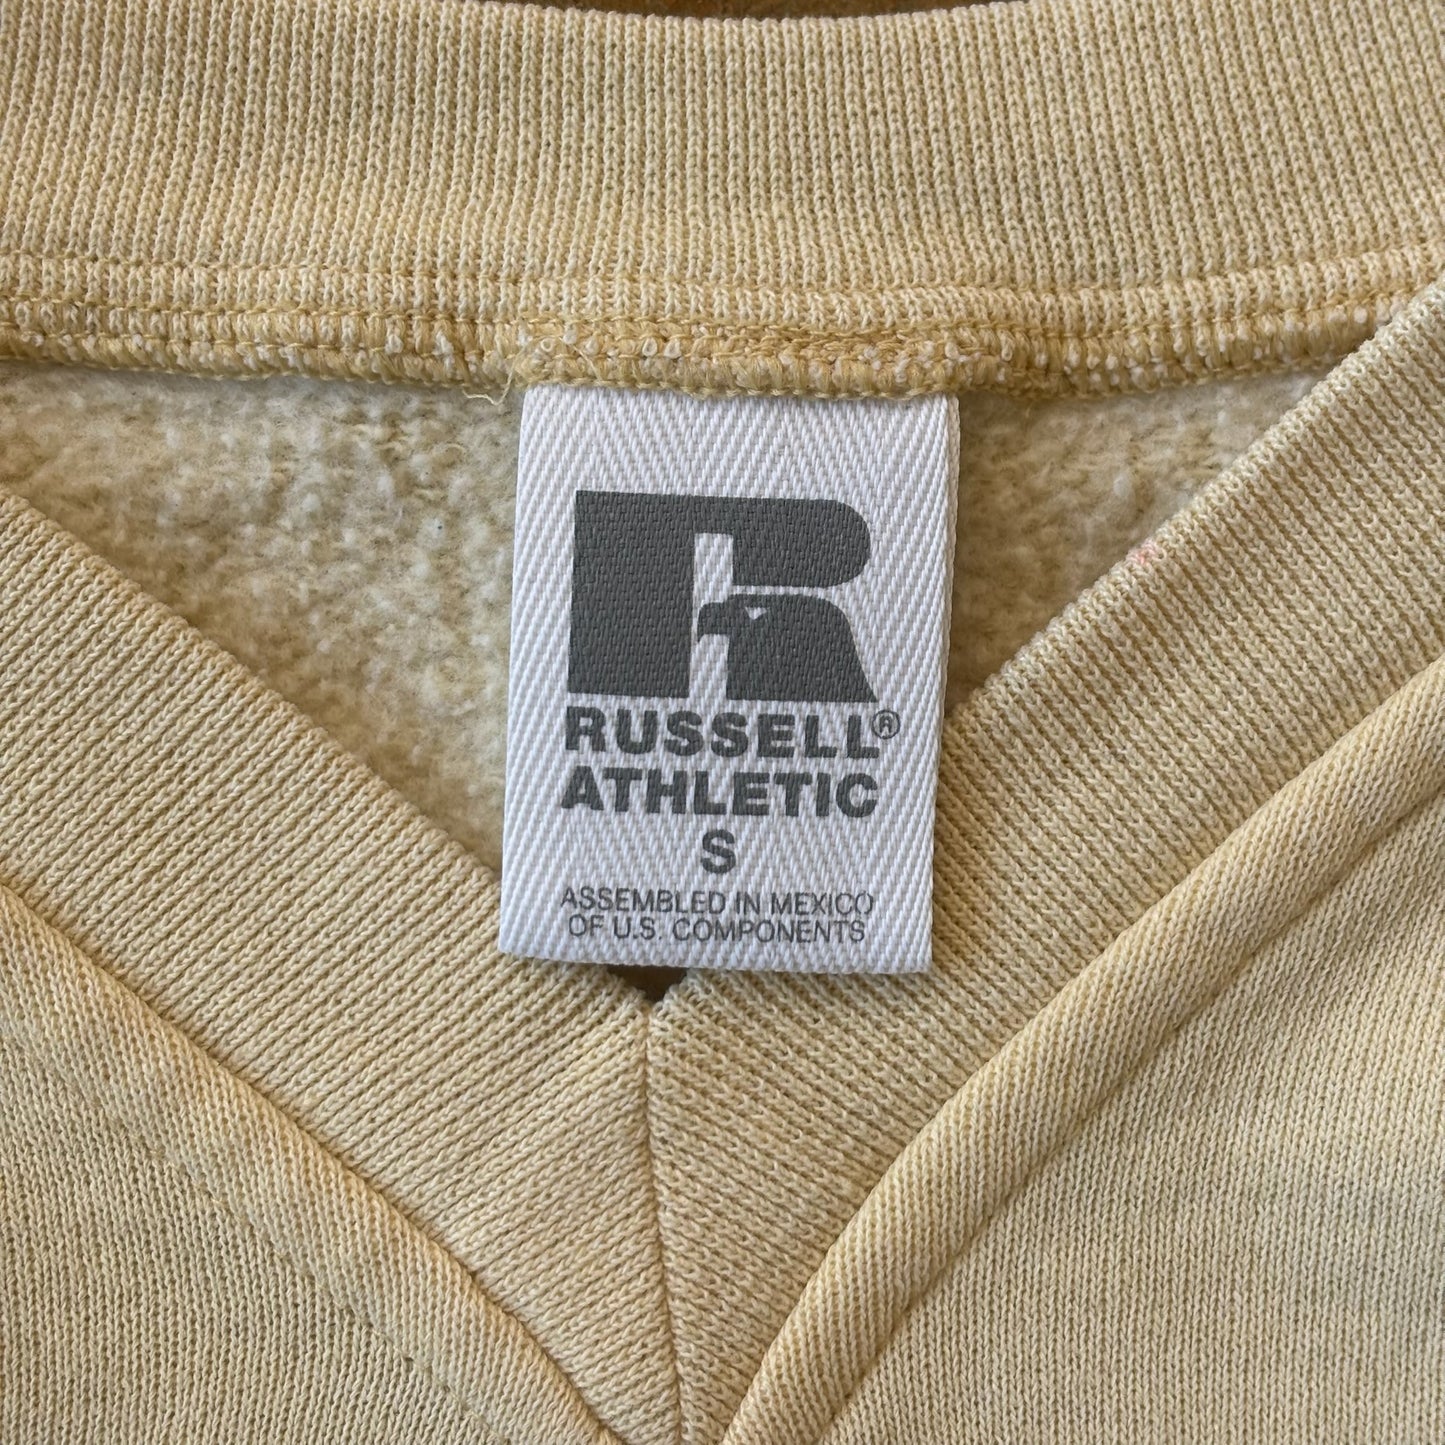 R
RUSSELL®
ATHLETIC
S
ASSEMBLED IN MEXICO
OF U.S. COMPONENTS